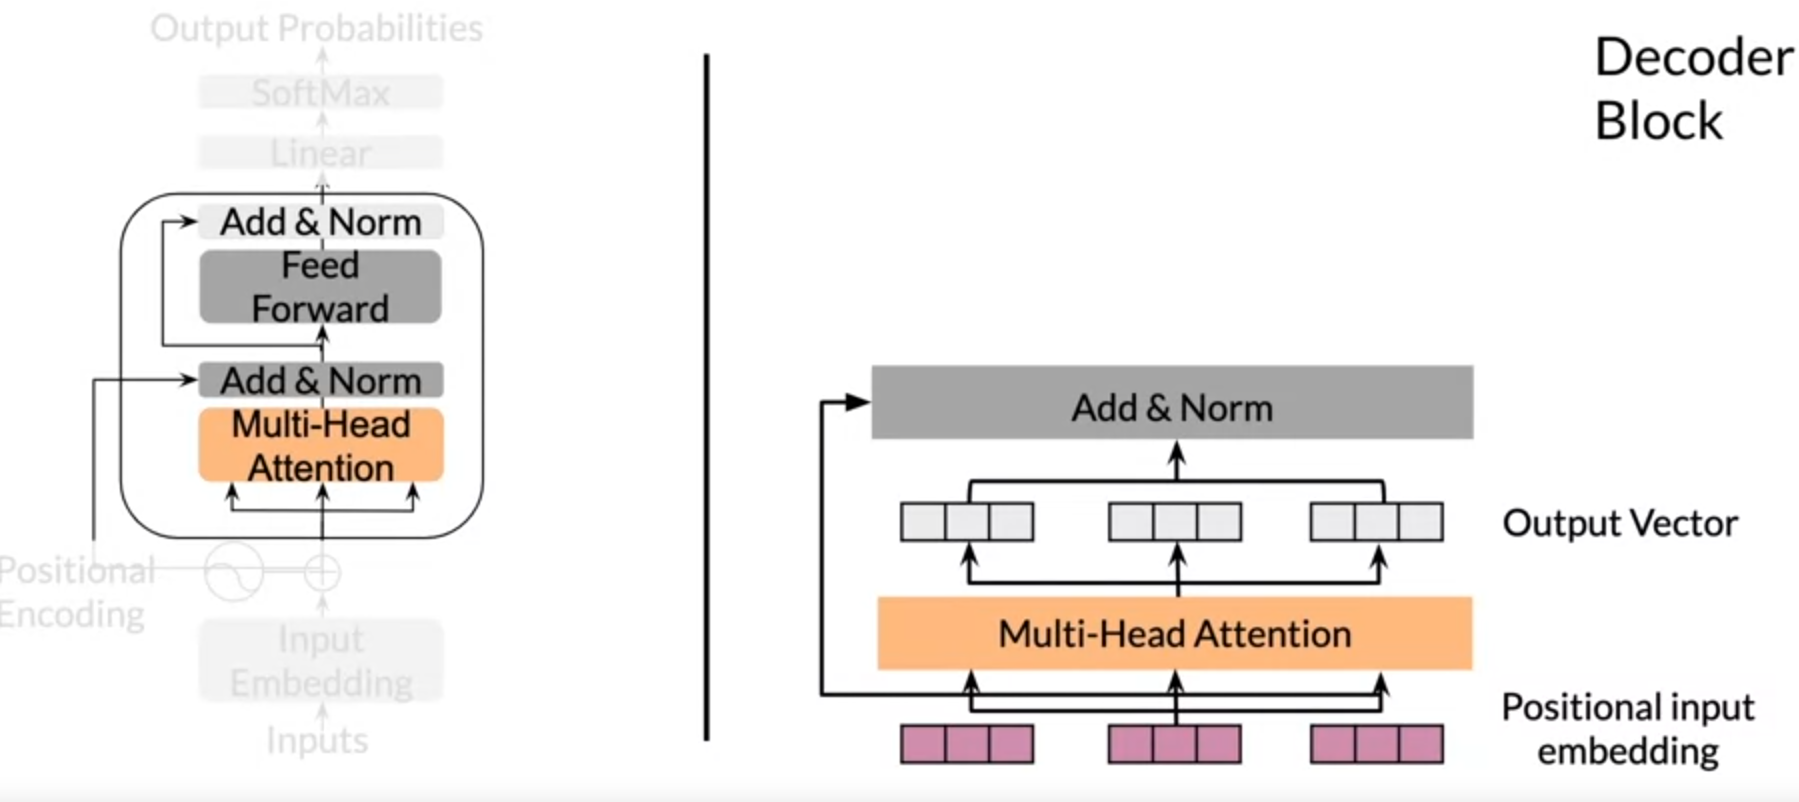 Output Probabilities
SoftMax
Linear
Add & Norm
Feed
Forward
Add & Norm
Multi-Head
Attention
Positional
Encoding
Input
Embedding
Inputs
Decoder
Block
Add & Norm
Output Vector
Multi-Head Attention
Positional input
embedding